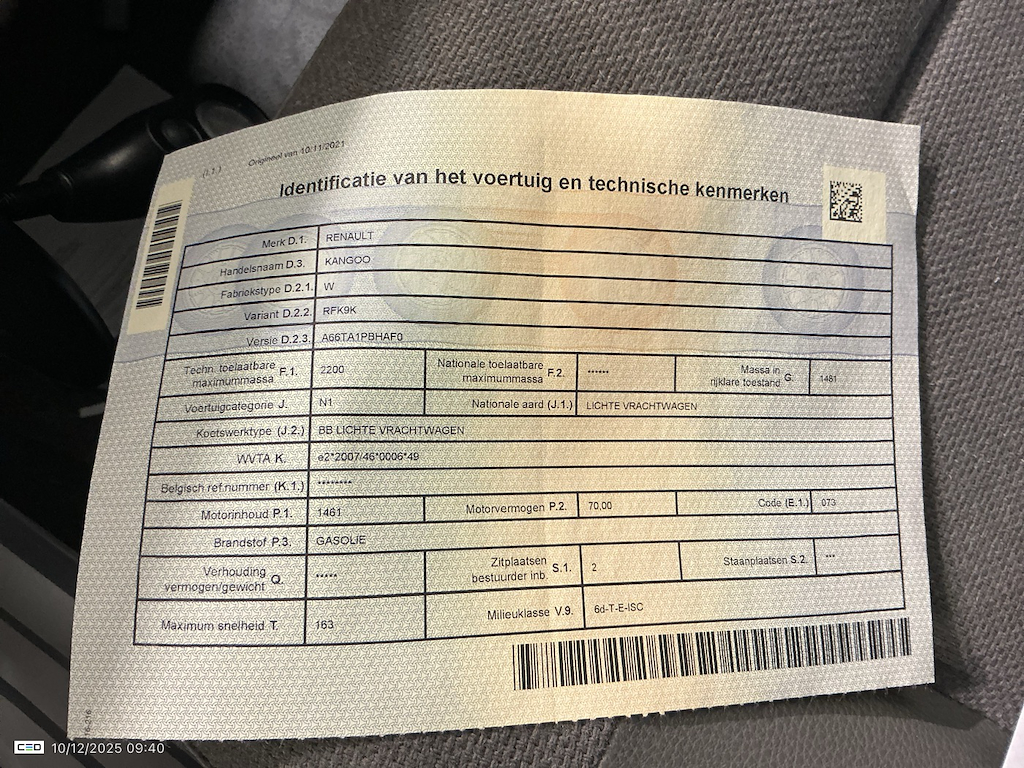 (1.1.)
Origineel van 10/11/2021
Identificatie van het voertuig en technische kenmerken
Merk D.1. RENAULT
Handelsnaam D.3. KANGOO
Fabriekstype D.2.1. W
Variant D.2.2. RFK9K
Versie D.2.3. A66TA1PBHAF0
Techn. toelaatbare maximummassa F.1. 2200 Nationale toelaatbare maximummassa F.2. ****** Massa in rijklare toestand G. 1481
Voertuigcategorie J. N1 Nationale aard (J.1.) LICHTE VRACHTWAGEN
Koetswerktype (J.2.) BB LICHTE VRACHTWAGEN
WVTA K. e2*2007/46*0006*49
Belgisch ref.nummer (K.1.) ********
Motorinhoud P.1. 1461 Motorvermogen P.2. 70,00 Code (E.1.) 073
Brandstof P.3. GASOLIE
Verhouding vermogen/gewicht Q. ***** Zitplaatsen bestuurder inb. S.1. 2 Staanplaatsen S.2. ***
Maximum snelheid T. 163 Milieuklasse V.9. 6d-T-E-ISC
CEO 10/12/2025 09:40